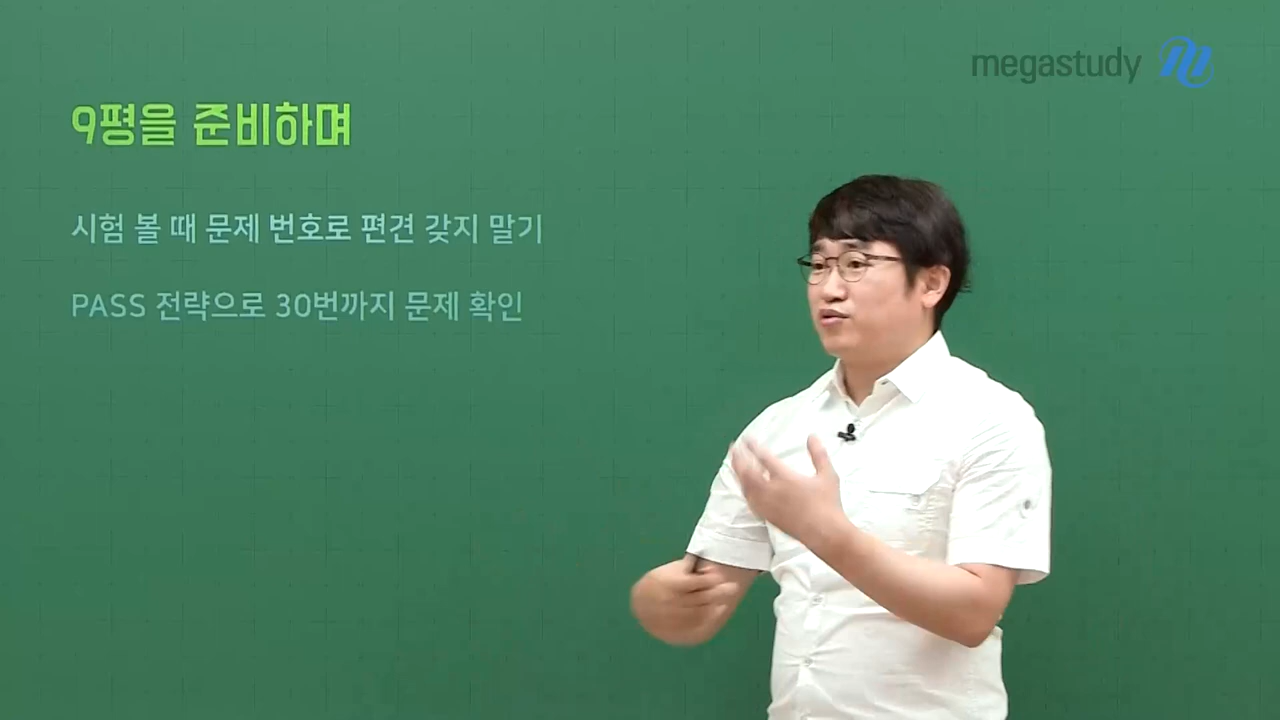 megastudy
9평을 준비하며
시험 볼 때 문제 번호로 편견 갖지 말기
PASS 전략으로 30번까지 문제 확인